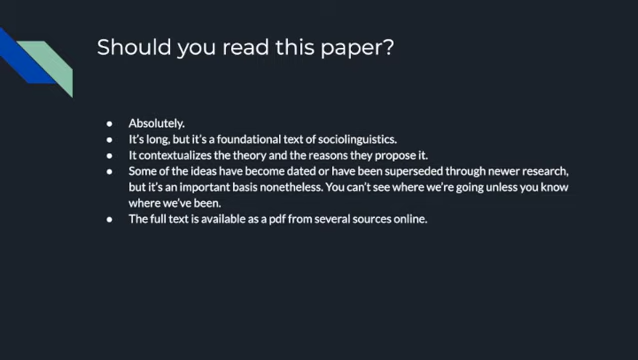 Should you read this paper?
● Absolutely.
● It's long, but it's a foundational text of sociolinguistics.
● It contextualizes the theory and the reasons they propose it.
● Some of the ideas have become dated or have been superseded through newer research,
but it's an important basis nonetheless. You can't see where we're going unless you know
where we've been.
● The full text is available as a pdf from several sources online.